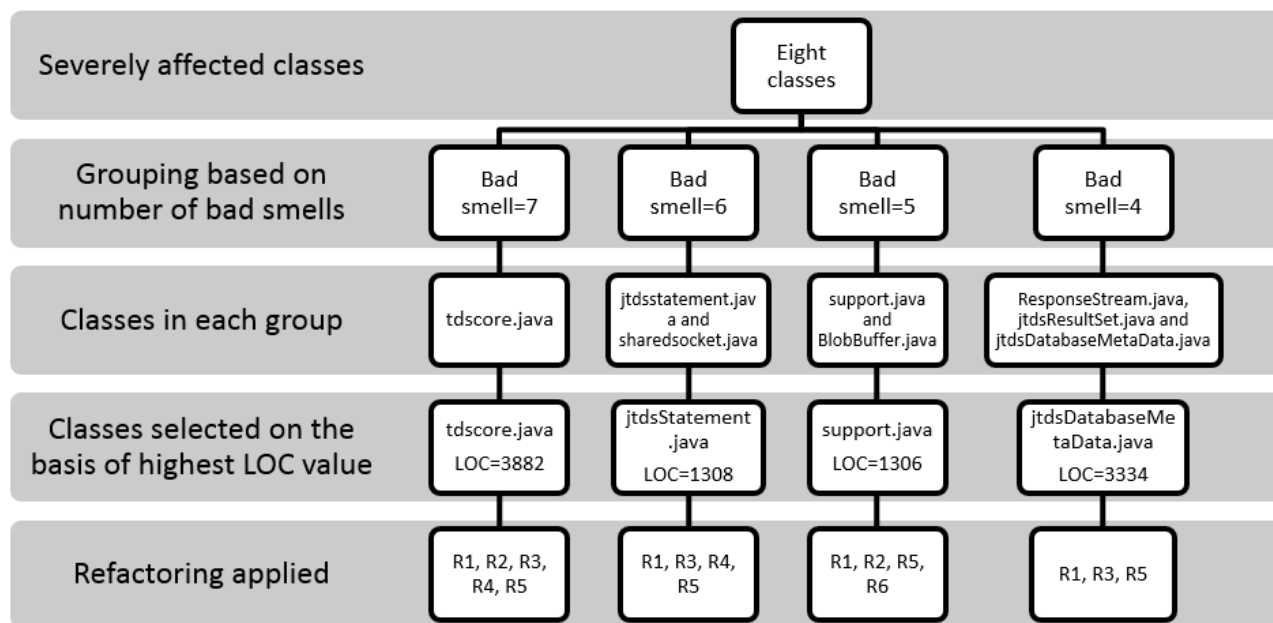 Severely affected classes
Eight
classes
Grouping based on
number of bad smells
Bad
smell=7
Bad
smell=6
Bad
smell=5
Bad
smell=4
Classes in each group
tdscore.java
jtdsstatement.jav
a and
sharedsocket.java
support.java
and
BlobBuffer.java
ResponseStream.java,
jtdsResultSet.java and
jtdsDatabaseMetaData.java
Classes selected on the
basis of highest LOC value
tdscore.java
LOC=3882
jtdsStatement
.java
LOC=1308
support.java
LOC=1306
jtdsDatabaseMe
taData.java
LOC=3334
Refactoring applied
R1, R2, R3,
R4, R5
R1, R3, R4,
R5
R1, R2, R5,
R6
R1, R3, R5